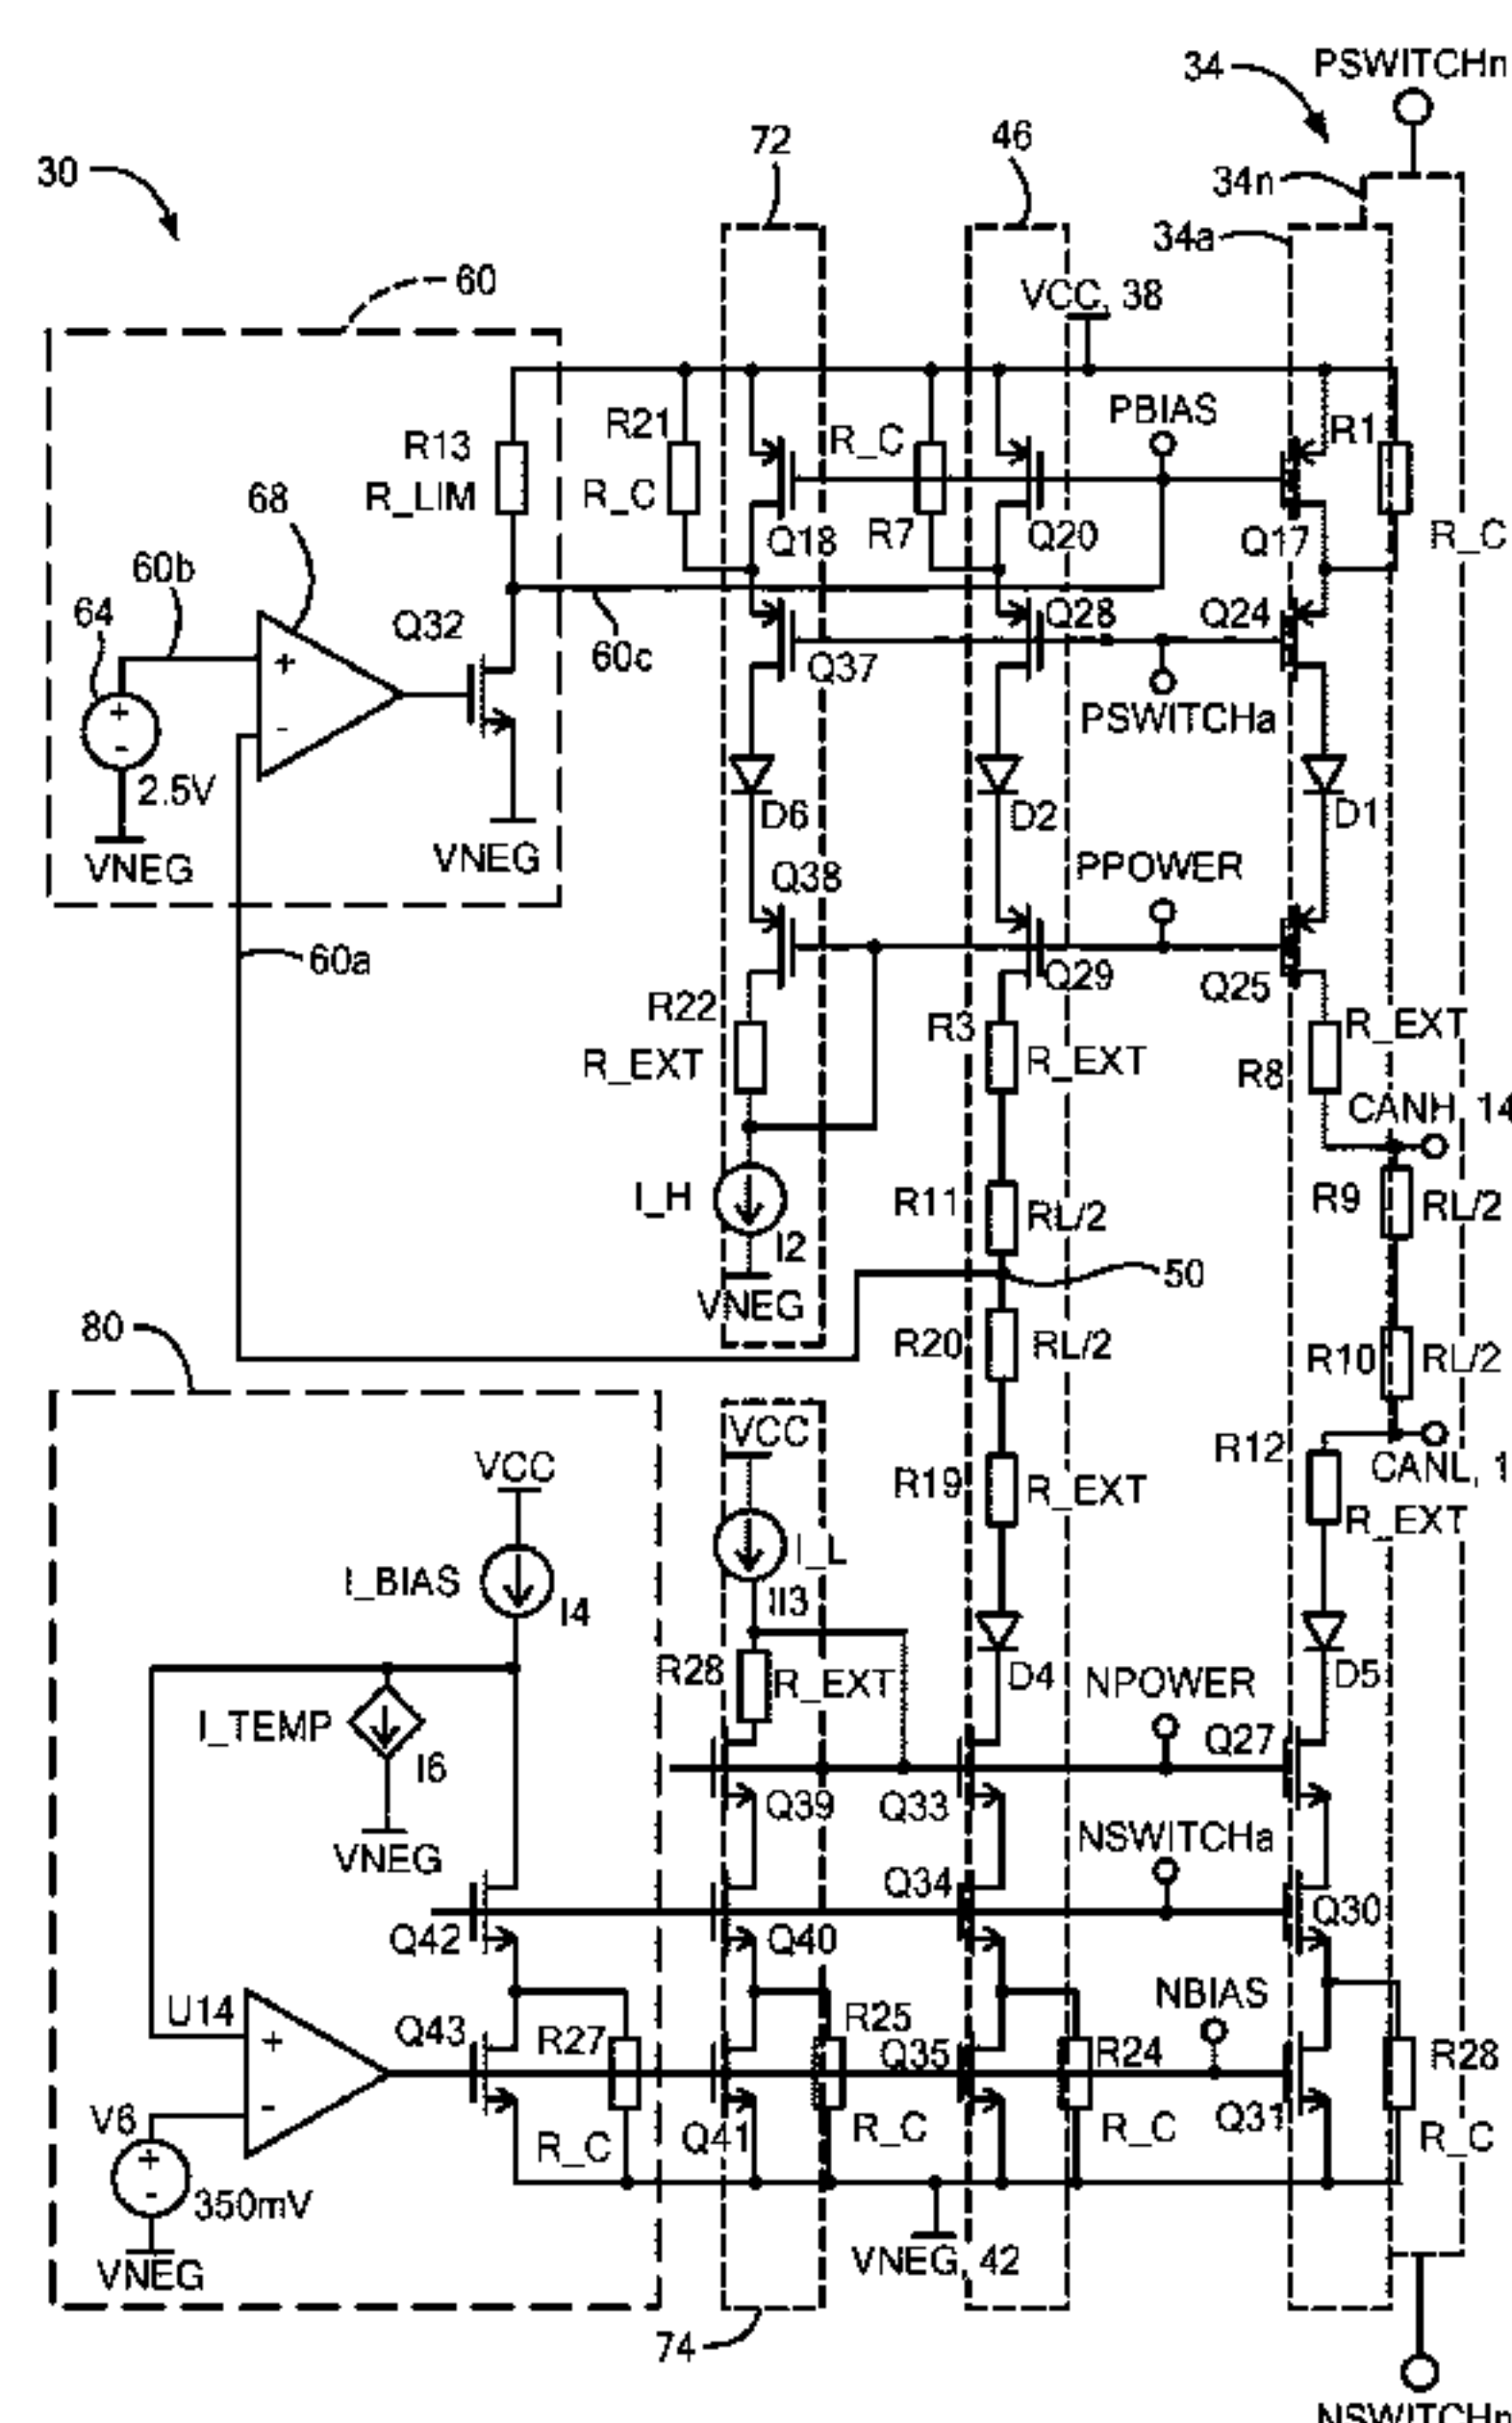 34
PSWITCHn
72
46
30
34n
34a
60
VCC, 38
PBIAS
R1
R21
R_C
R13
R_LIM
R_C
68
R7
Q18
Q20
Q17
R_C
60b
64
Q32
60c
Q37
Q28
Q24
PSWITCHa
+
-
+
-
2.5V
VNEG
VNEG
D6
D2
D1
Q38
PPOWER
60a
Q29
Q25
R22
R_EXT
R3
R_EXT
R_EXT
R8
CANH, 14
I_H
I2
VNEG
R11
RL/2
R9
RL/2
50
80
R20
RL/2
R10
RL/2
VCC
R12
CANL, 1
R_EXT
VCC
R19
R_EXT
I_BIAS
I4
I_L
II3
R28
R_EXT
D4
NPOWER
D5
I_TEMP
I6
VNEG
Q27
Q39
Q33
NSWITCHa
Q34
Q42
Q40
Q30
U14
+
-
Q43
R27
R25
Q35
NBIAS
R24
R28
V6
+
-
350mV
VNEG
R_C
Q41
R_C
R_C
Q31
R_C
VNEG, 42
74
NSWITCHn